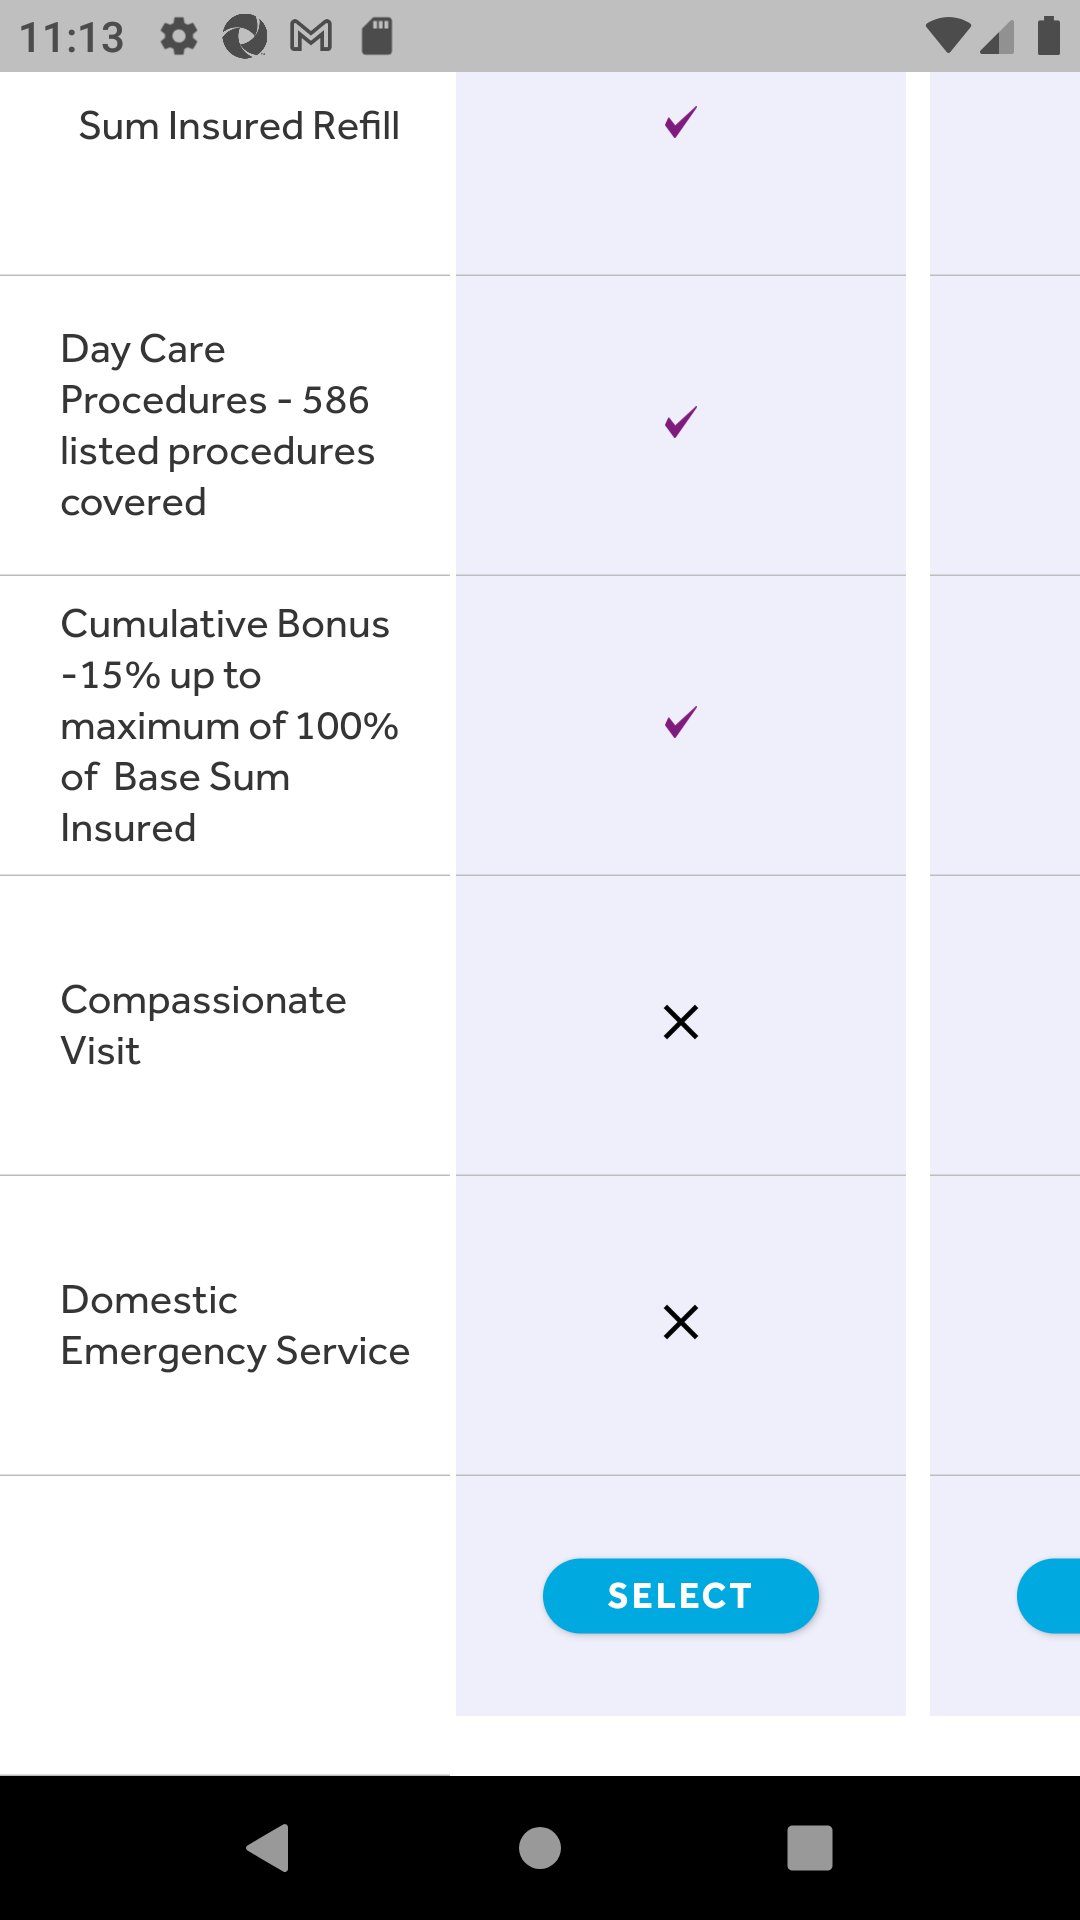 11:13
Sum Insured Refill
Day Care
Procedures - 586
listed procedures
covered
Cumulative Bonus
-15% up to
maximum of 100%
of Base Sum
Insured
Compassionate
Visit
Domestic
Emergency Service
SELECT